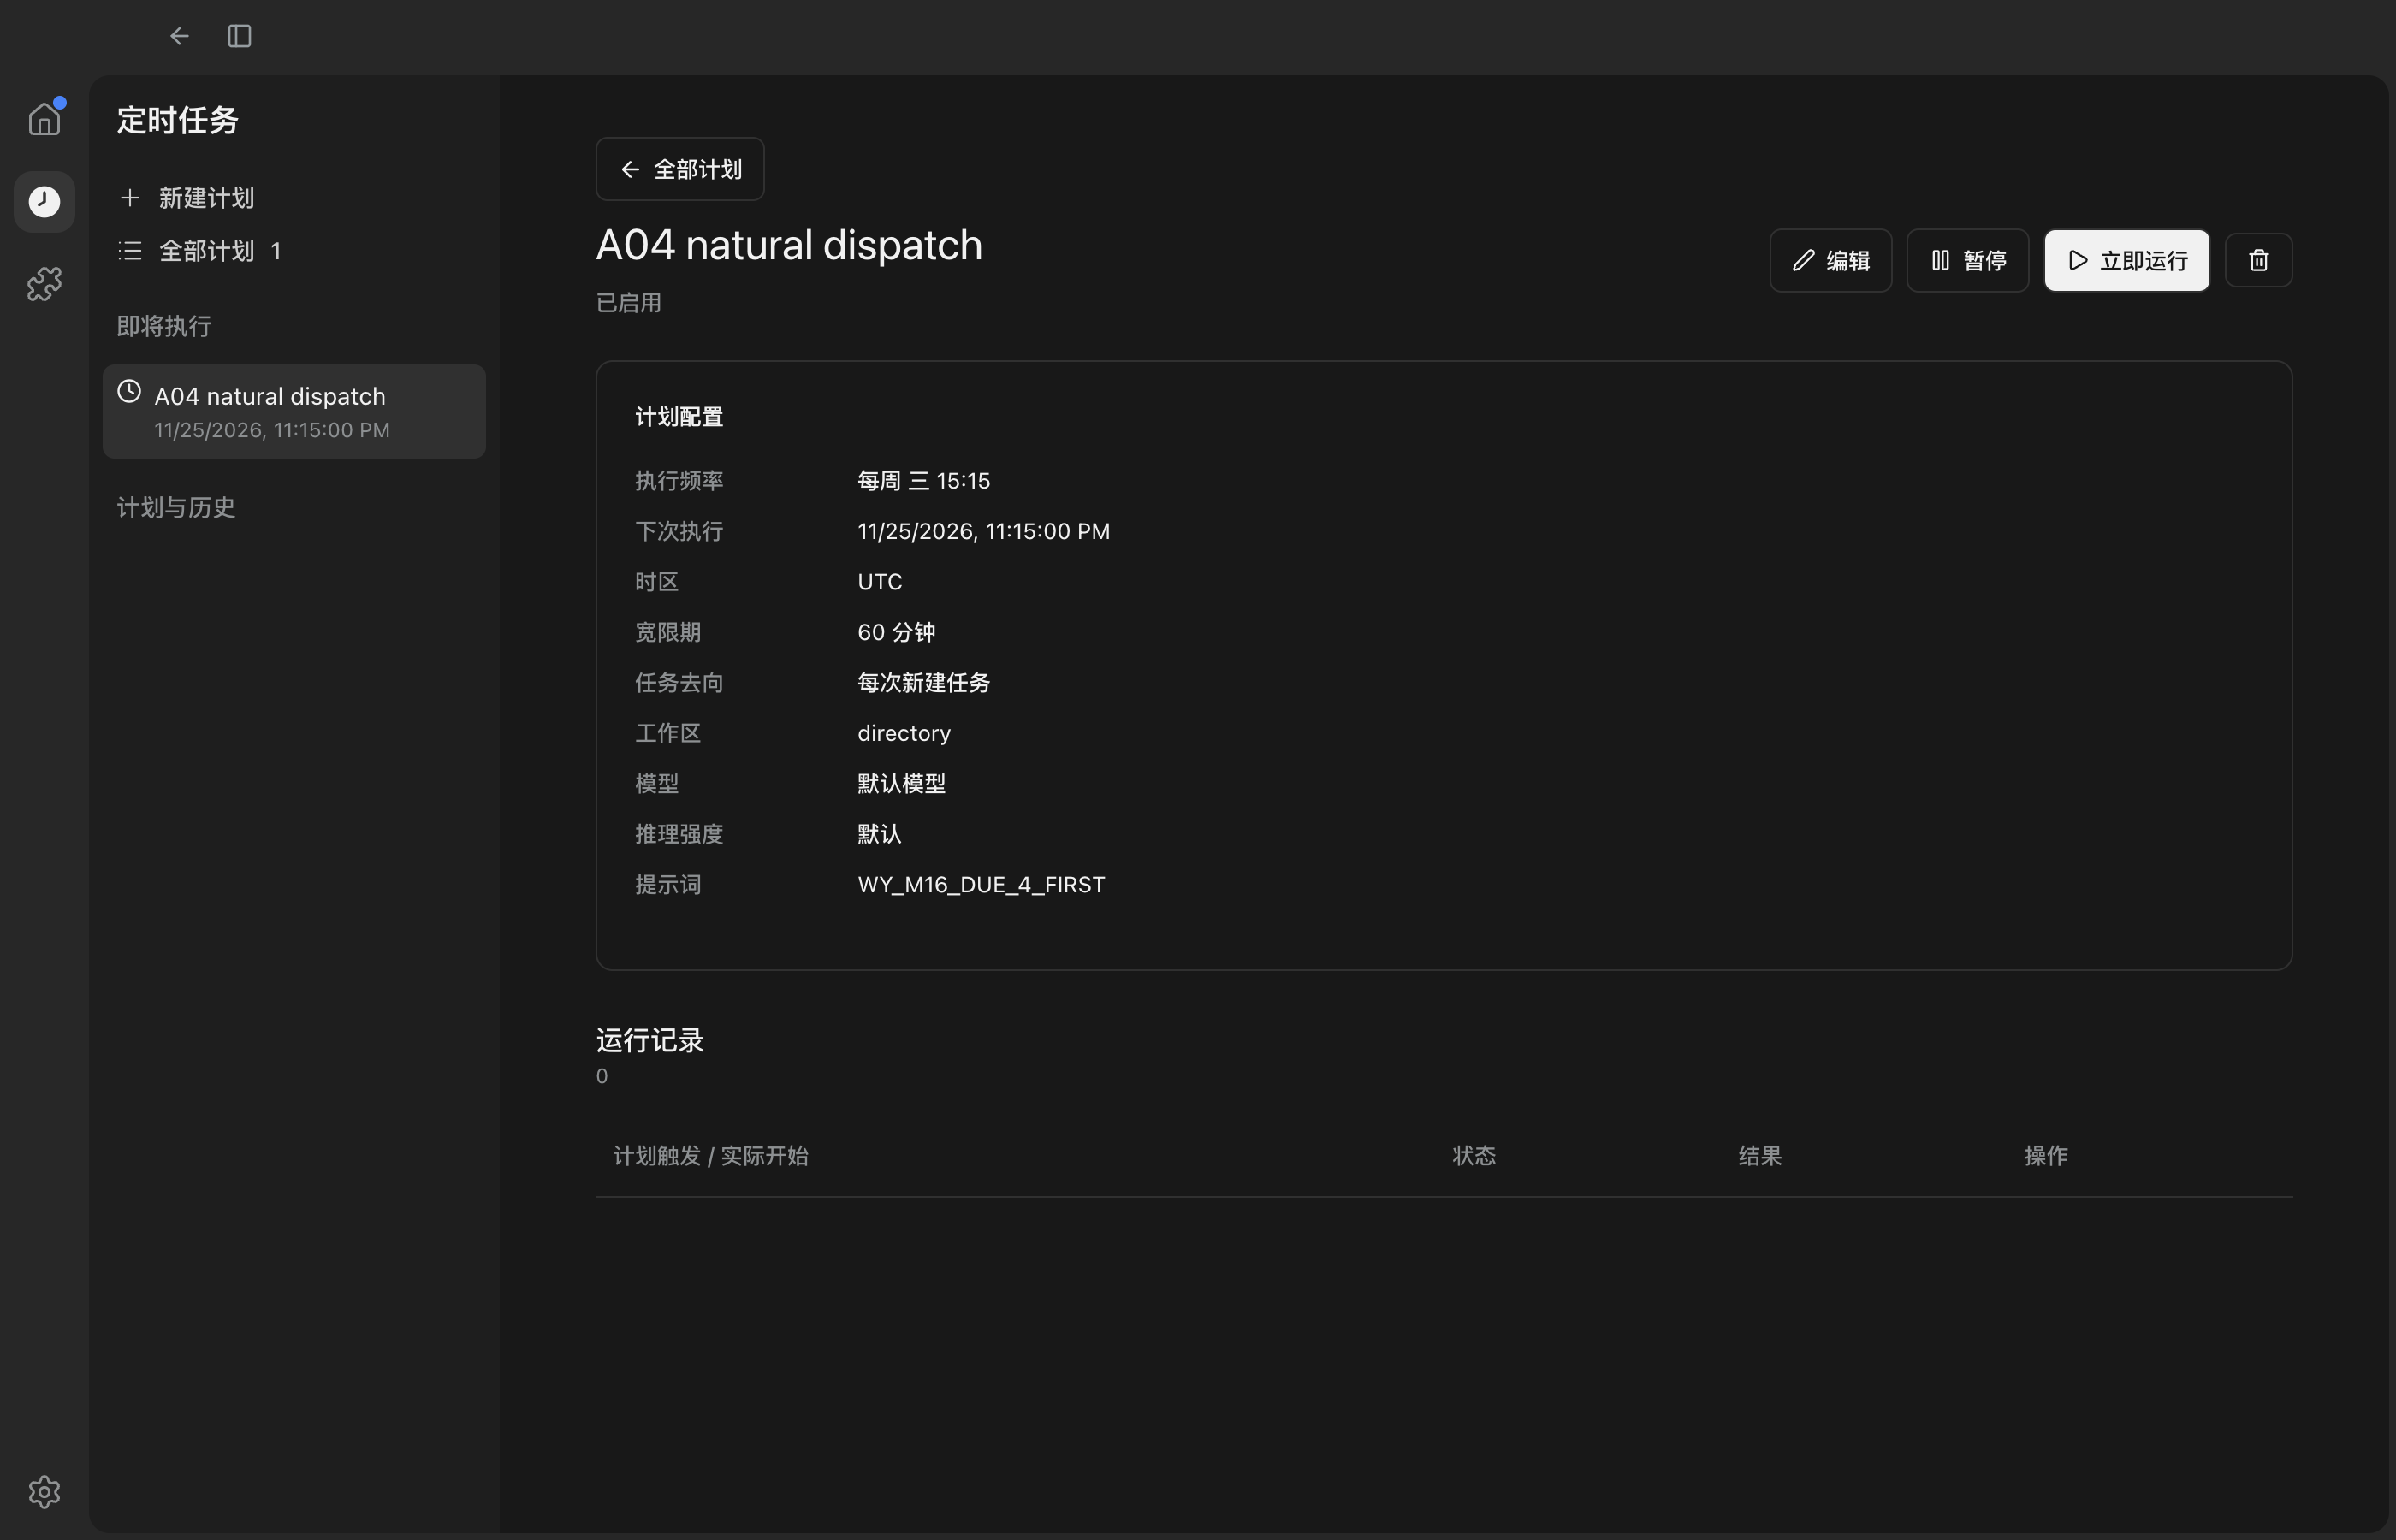 定时任务
新建计划
全部计划 1
即将执行
A04 natural dispatch
11/25/2026, 11:15:00 PM
计划与历史
全部计划
A04 natural dispatch
已启用
编辑
暂停
立即运行
计划配置
执行频率 每周 三 15:15
下次执行 11/25/2026, 11:15:00 PM
时区 UTC
宽限期 60 分钟
任务去向 每次新建任务
工作区 directory
模型 默认模型
推理强度 默认
提示词 WY_M16_DUE_4_FIRST
运行记录
0
计划触发 / 实际开始 状态 结果 操作